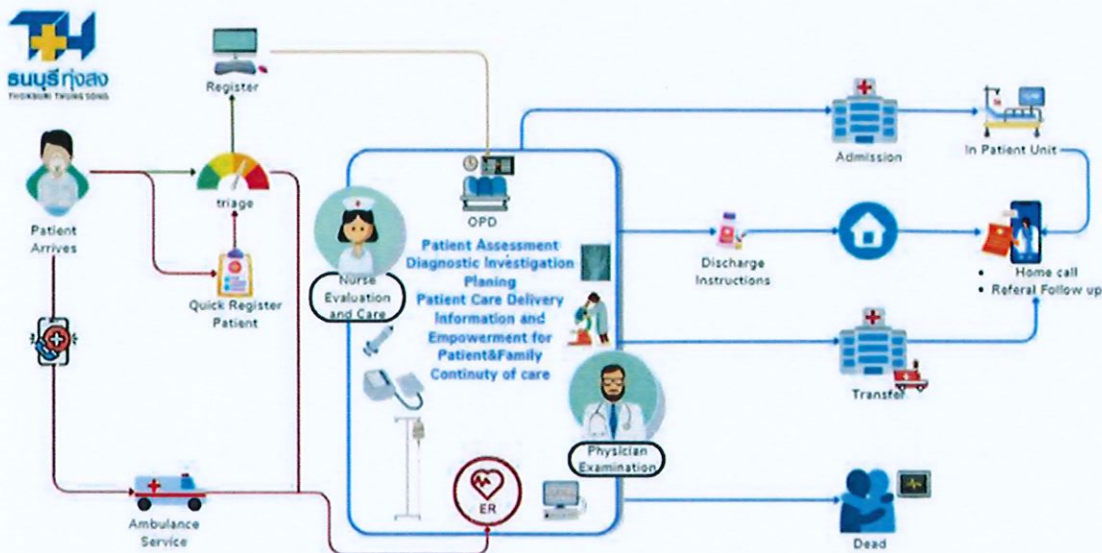 TH
ธนบุรี ทุ่งสง
THONBURI THUNG SONG
Register
Patient
Arrives
triage
Quick Register
Patient
Ambulance
Service
OPD
Nurse
Evaluation
and Care
Patient Assessment
Diagnostic Investigation
Planing
Patient Care Delivery
Information and
Empowerment for
Patient&Family
Continuty of care
Physician
Examination
ER
Admission
In Patient Unit
Discharge
Instructions
• Home call
• Referal Follow up
Transfer
Dead